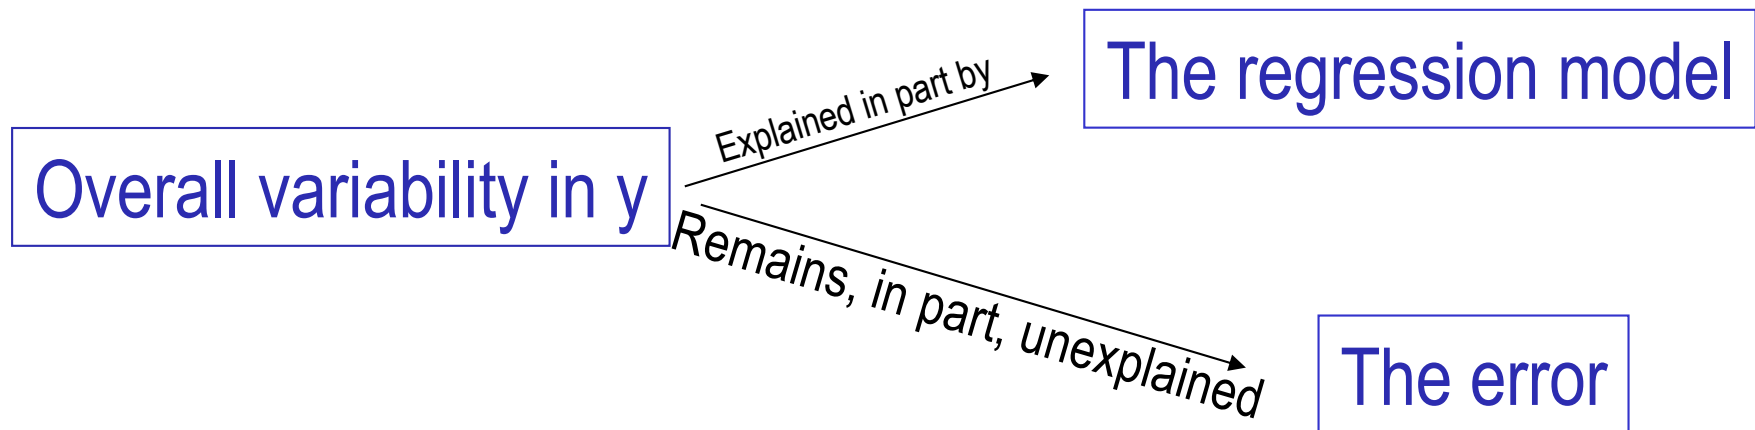 The regression model
Explained in part by
Overall variability in y
Remains, in part, unexplained
The error